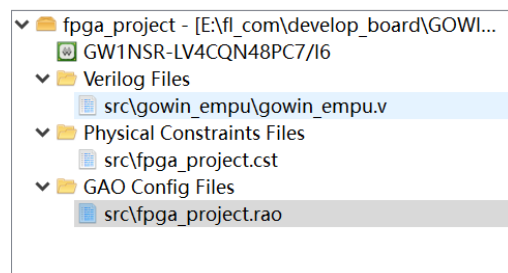 fpga_project - [E:\fl_com\develop_board\GOWI...
GW1NSR-LV4CQN48PC7/I6
Verilog Files
src\gowin_empu\gowin_empu.v
Physical Constraints Files
src\fpga_project.cst
GAO Config Files
src\fpga_project.rao